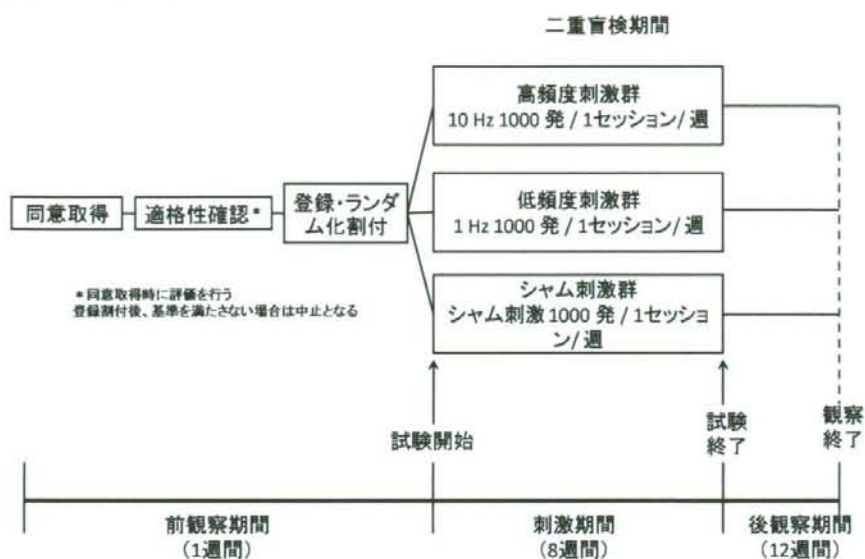 二重盲検期間
高頻度刺激群
10 Hz 1000 発 / 1セッション/ 週
同意取得
適格性確認*
登録・ランダ
ム化割付
低頻度刺激群
1 Hz 1000 発 / 1セッション/ 週
* 同意取得時に評価を行う
登録割付後、基準を満たさない場合は中止となる
シャム刺激群
シャム刺激 1000 発 / 1セッショ
ン/ 週
試験開始
試験
終了
観察
終了
前観察期間
(1週間)
刺激期間
(8週間)
後観察期間
(12週間)